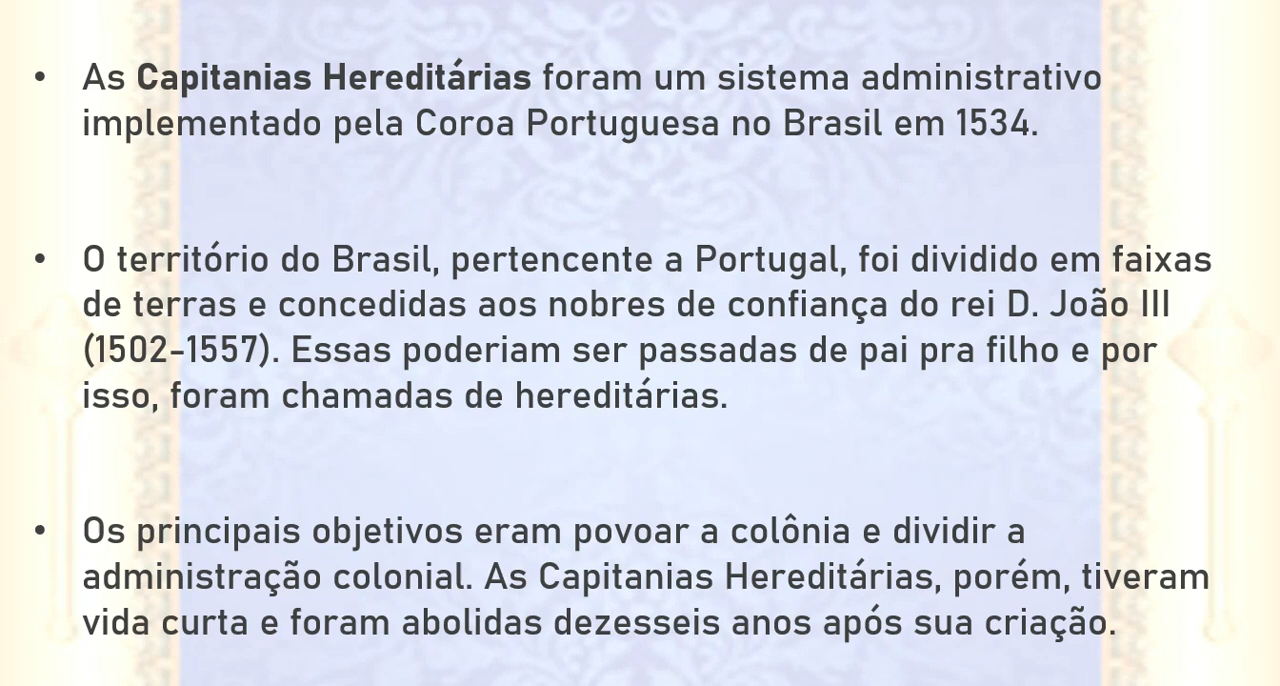 • As Capitanias Hereditárias foram um sistema administrativo
implementado pela Coroa Portuguesa no Brasil em 1534.
• O território do Brasil, pertencente a Portugal, foi dividido em faixas
de terras e concedidas aos nobres de confiança do rei D. João III
(1502-1557). Essas poderiam ser passadas de pai pra filho e por
isso, foram chamadas de hereditárias.
• Os principais objetivos eram povoar a colônia e dividir a
administração colonial. As Capitanias Hereditárias, porém, tiveram
vida curta e foram abolidas dezesseis anos após sua criação.